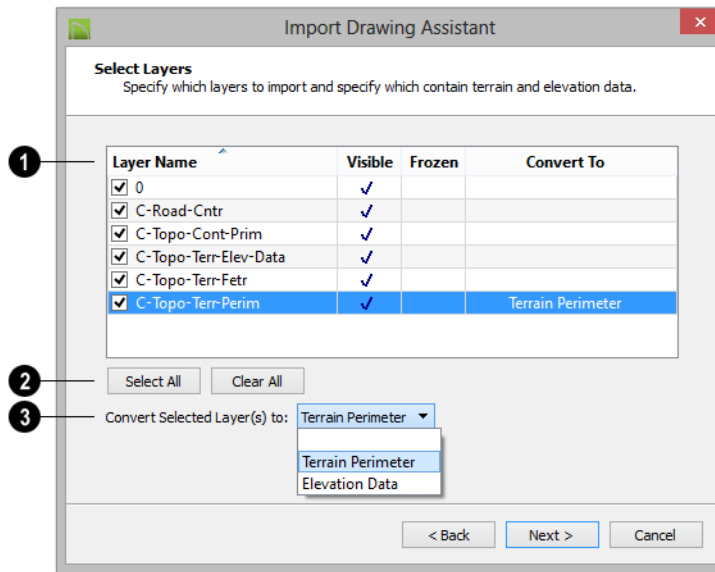 Import Drawing Assistant
×
Select Layers
Specify which layers to import and specify which contain terrain and elevation data.
1
Layer Name Visible Frozen Convert To
0
C-Road-Cntr
C-Topo-Cont-Prim
C-Topo-Terr-Elev-Data
C-Topo-Terr-Fetr
C-Topo-Terr-Perim Terrain Perimeter
2
Select All Clear All
3
Convert Selected Layer(s) to: Terrain Perimeter
Terrain Perimeter
Elevation Data
< Back Next > Cancel